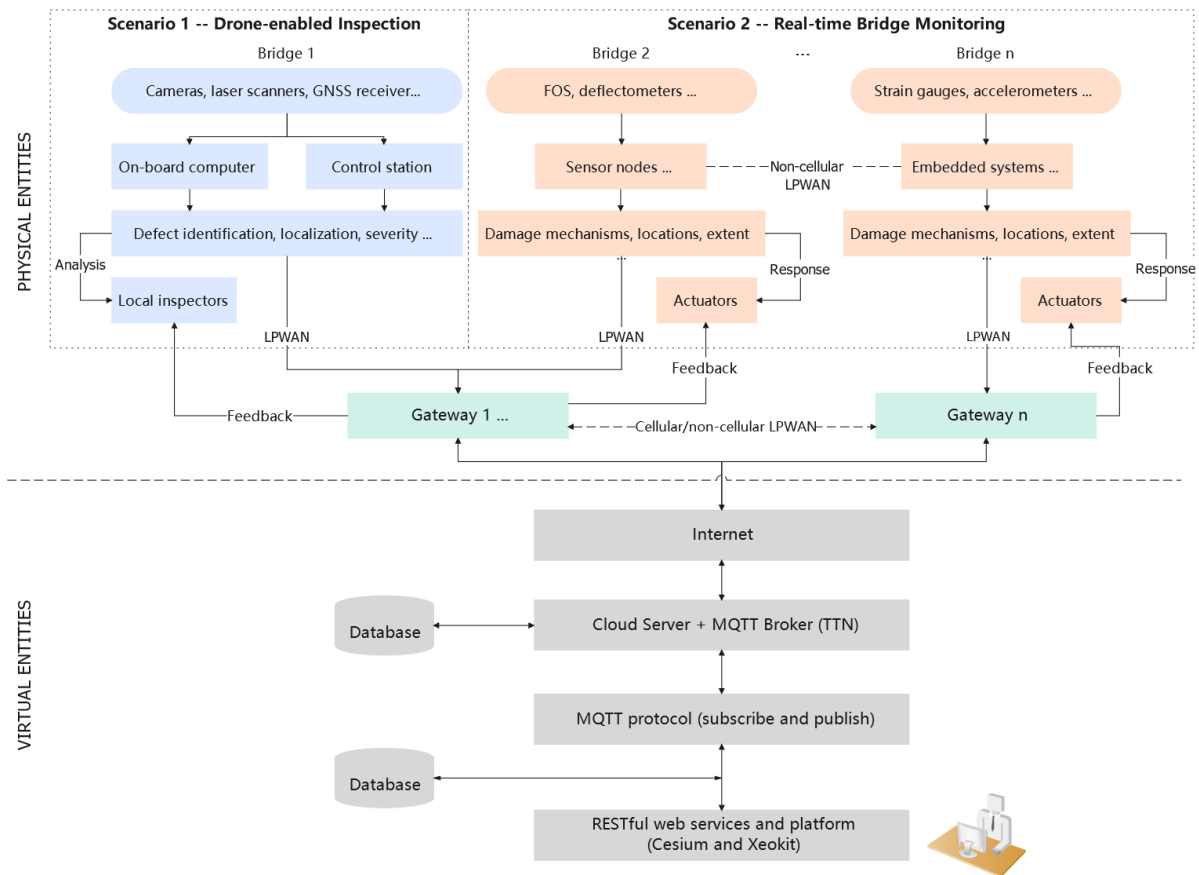 Scenario 1 -- Drone-enabled Inspection
Scenario 2 -- Real-time Bridge Monitoring
Bridge 1
Bridge 2
...
Bridge n
Cameras, laser scanners, GNSS receiver...
FOS, deflectometers ...
Strain gauges, accelerometers ...
PHYSICAL ENTITIES
On-board computer
Control station
Sensor nodes ...
Non-cellular
LPWAN
Embedded systems ...
Defect identification, localization, severity ...
Damage mechanisms, locations, extent
...
Damage mechanisms, locations, extent
...
Analysis
Response
Response
Local inspectors
Actuators
Actuators
LPWAN
LPWAN
LPWAN
Feedback
Feedback
Feedback
Gateway 1 ...
Cellular/non-cellular LPWAN
Gateway n
VIRTUAL ENTITIES
Internet
Database
Cloud Server + MQTT Broker (TTN)
MQTT protocol (subscribe and publish)
Database
RESTful web services and platform
(Cesium and Xeokit)